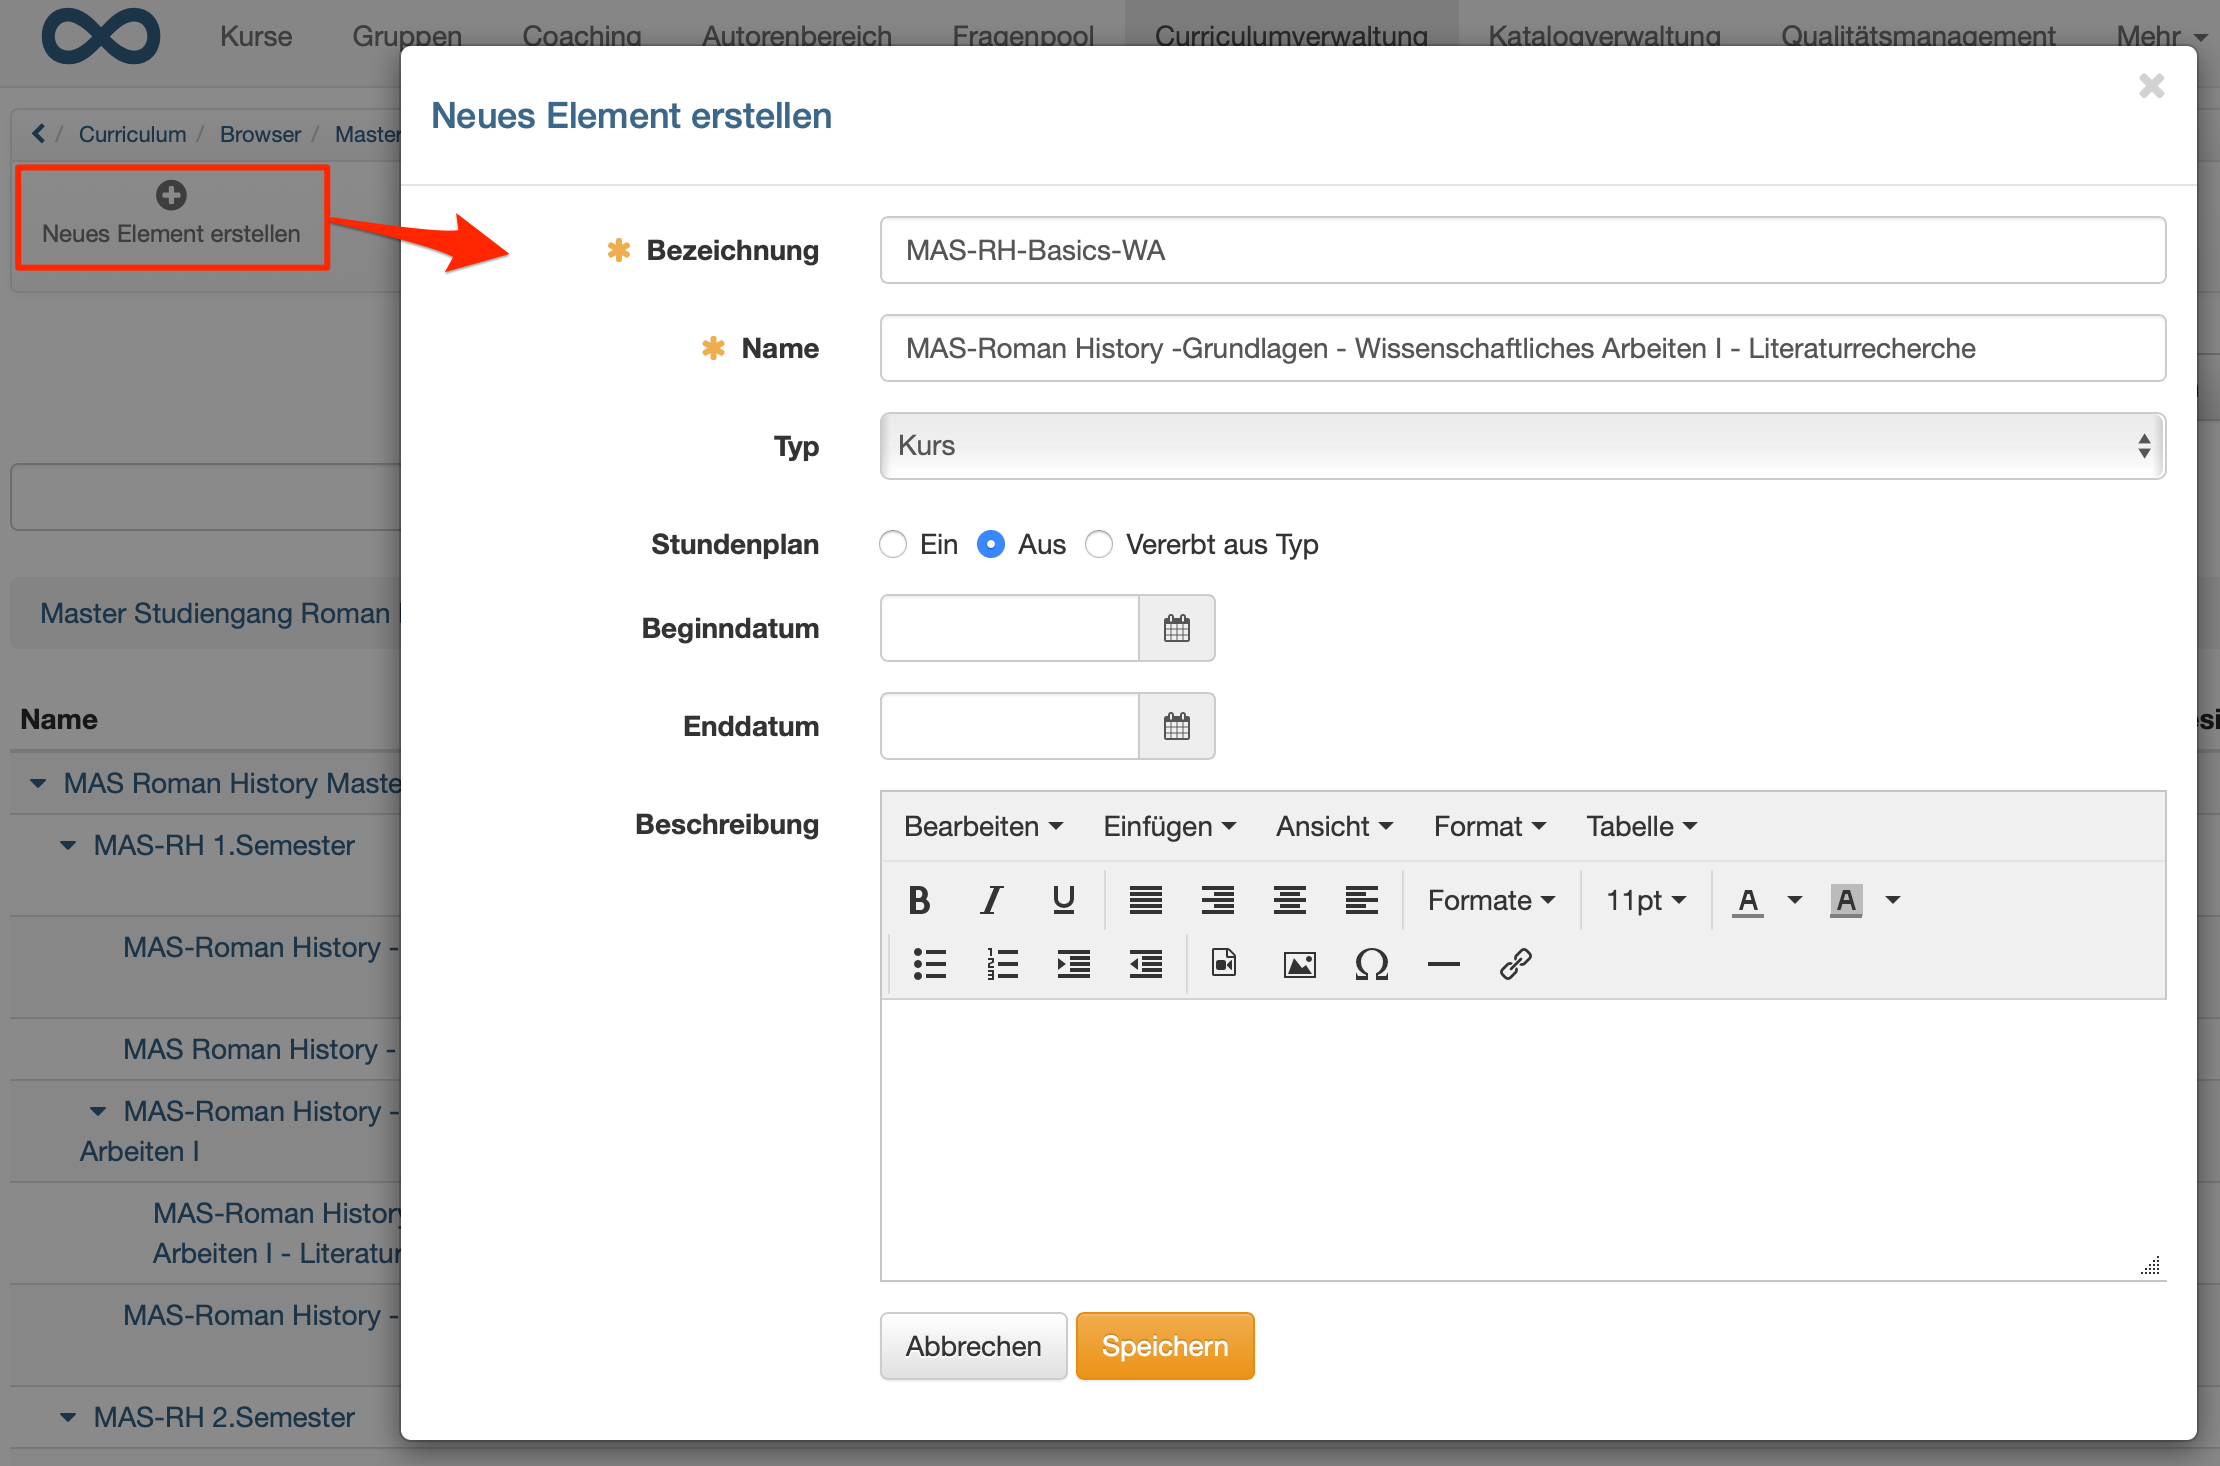 Kurse Gruppen Coaching Autorenbereich Fragenpool Curriculumverwaltung Katalogverwaltung Qualitätsmanagement Mehr
/ Curriculum / Browser / Master
Neues Element erstellen
Master Studiengang Roman
Name
MAS Roman History Maste
MAS-RH 1.Semester
MAS-Roman History -
MAS Roman History -
MAS-Roman History -
Arbeiten I
MAS-Roman History
Arbeiten I - Literatur
MAS-Roman History -
MAS-RH 2.Semester
Neues Element erstellen
Bezeichnung MAS-RH-Basics-WA
Name MAS-Roman History -Grundlagen - Wissenschaftliches Arbeiten I - Literaturrecherche
Typ Kurs
Stundenplan Ein Aus Vererbt aus Typ
Beginndatum
Enddatum
Beschreibung
Bearbeiten Einfügen Ansicht Format Tabelle
B I U Formate 11pt A A
Ω
Abbrechen Speichern